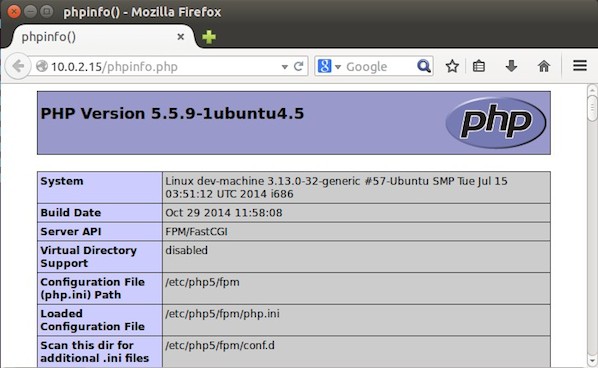 phpinfo() - Mozilla Firefox
phpinfo()
10.0.2.15/phpinfo.php
Google
PHP Version 5.5.9-1ubuntu4.5
php
System
Linux dev-machine 3.13.0-32-generic #57-Ubuntu SMP Tue Jul 15
03:51:12 UTC 2014 i686
Build Date
Oct 29 2014 11:58:08
Server API
FPM/FastCGI
Virtual Directory
Support
disabled
Configuration File
(php.ini) Path
/etc/php5/fpm
Loaded
Configuration File
/etc/php5/fpm/php.ini
Scan this dir for
additional .ini files
/etc/php5/fpm/conf.d